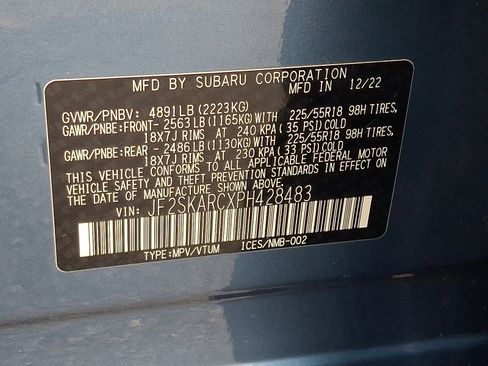 MFD BY SUBARU CORPORATION
MFD IN 12/22
GVWR/PNBV: 4891LB (2223KG)
GAWR/PNBE:FRONT- 2563LB (1165KG)WITH 225/55R18 98H TIRES,
18X7J RIMS AT 240 KPA (35 PSI)COLD
GAWR/PNBE:REAR -2486LB (1130KG)WITH 225/55R18 98H TIRES,
18X7J RIMS AT 230 KPA (33 PSI)COLD
THIS VEHICLE CONFORMS TO ALL APPLICABLE FEDERAL MOTOR
VEHICLE SAFETY AND THEFT PREVENTION STANDARDS IN EFFECT ON
THE DATE OF MANUFACTURE SHOWN ABOVE.
VIN: JF2SKARCXPH428483
TYPE:MPV/VTUM ICES/NMB-002